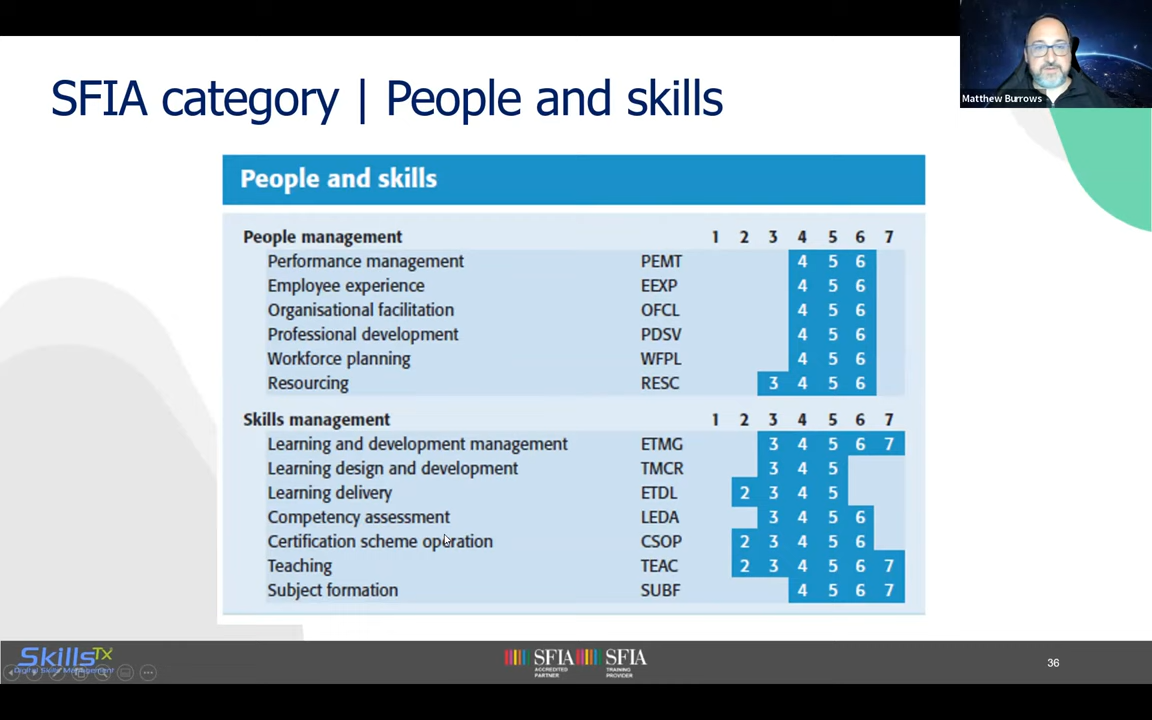 SFIA category | People and skills
Matthew Burrows
People and skills
People management 1 2 3 4 5 6 7
Performance management PEMT 4 5 6
Employee experience EEXP 4 5 6
Organisational facilitation OFCL 4 5 6
Professional development PDSV 4 5 6
Workforce planning WFPL 4 5 6
Resourcing RESC 3 4 5 6
Skills management 1 2 3 4 5 6 7
Learning and development management ETMG 3 4 5 6 7
Learning design and development TMCR 3 4 5
Learning delivery ETDL 2 3 4 5
Competency assessment LEDA 3 4 5 6
Certification scheme operation CSOP 2 3 4 5 6
Teaching TEAC 2 3 4 5 6 7
Subject formation SUBF 4 5 6 7
SkillsTX
Digital Skills Management
SFIA
ACCREDITED
PARTNER
SFIA
TRAINING
PROVIDER
36